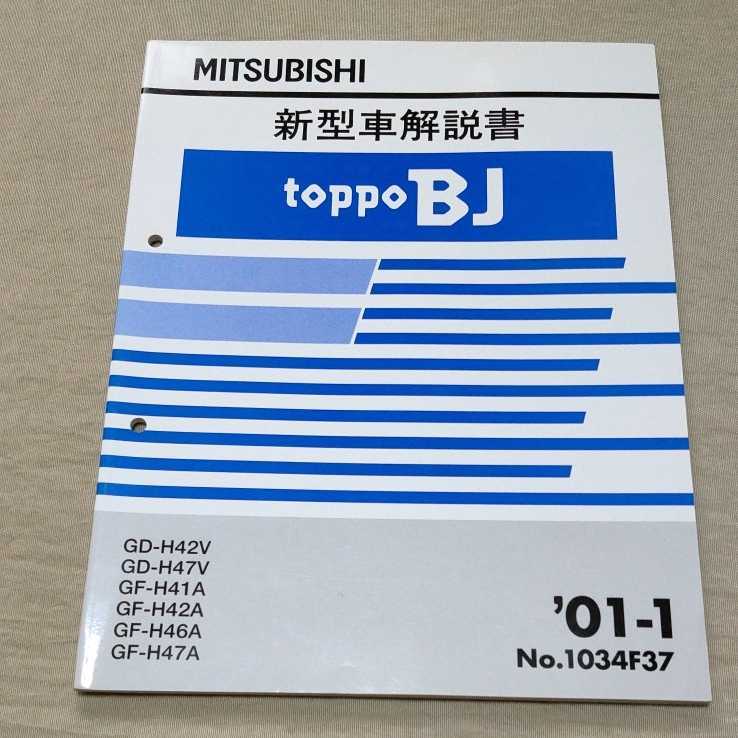 MITSUBISHI
新型車解説書
toppo BJ
GD-H42V
GD-H47V
GF-H41A
GF-H42A
GF-H46A
GF-H47A
'01-1
No.1034F37